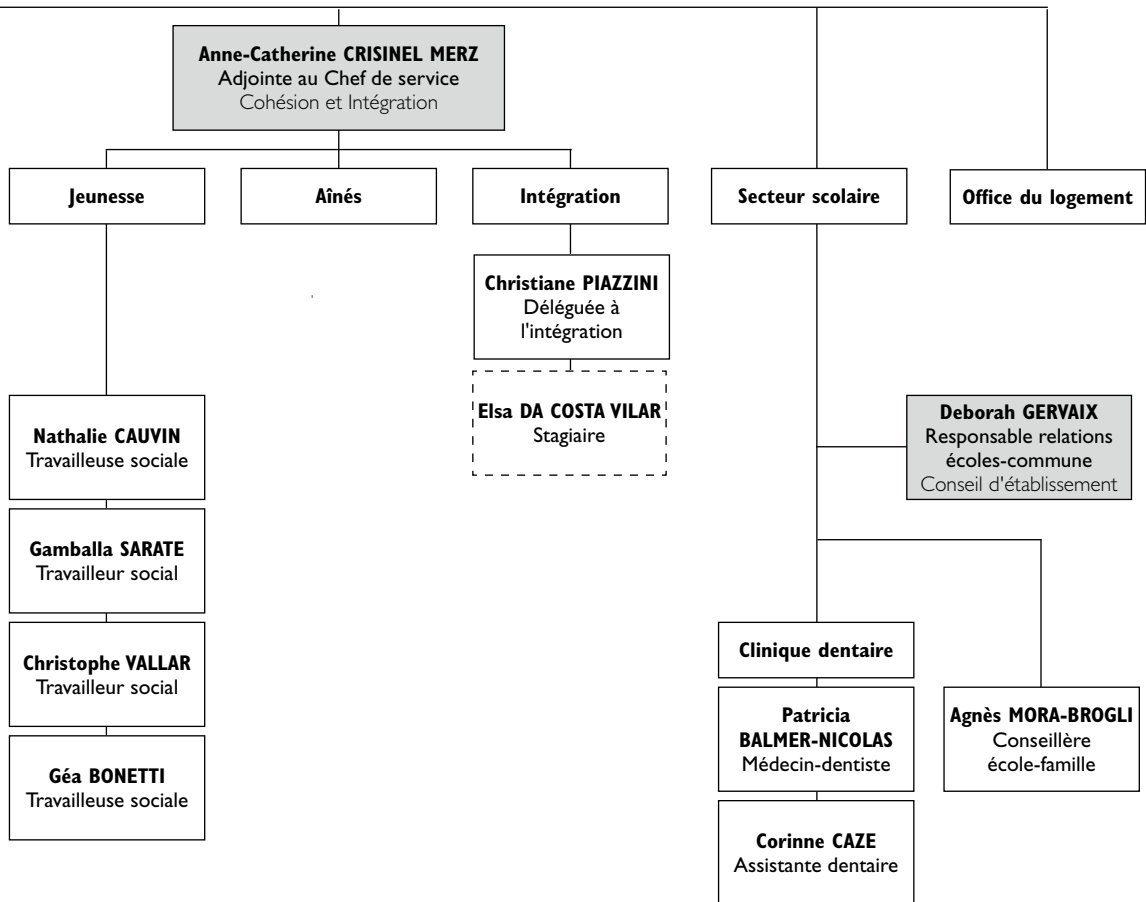 Anne-Catherine CRISINEL MERZ
Adjointe au Chef de service
Cohésion et Intégration
Jeunesse
Aînés
Intégration
Secteur scolaire
Office du logement
Christiane PIAZZINI
Déléguée à
l'intégration
Elsa DA COSTA VILAR
Stagiaire
Nathalie CAUVIN
Travailleuse sociale
Gamballa SARATE
Travailleur social
Christophe VALLAR
Travailleur social
Géa BONETTI
Travailleuse sociale
Deborah GERVAIX
Responsable relations
écoles-commune
Conseil d'établissement
Clinique dentaire
Patricia
BALMER-NICOLAS
Médecin-dentiste
Corinne CAZE
Assistante dentaire
Agnès MORA-BROGLI
Conseillère
école-famille